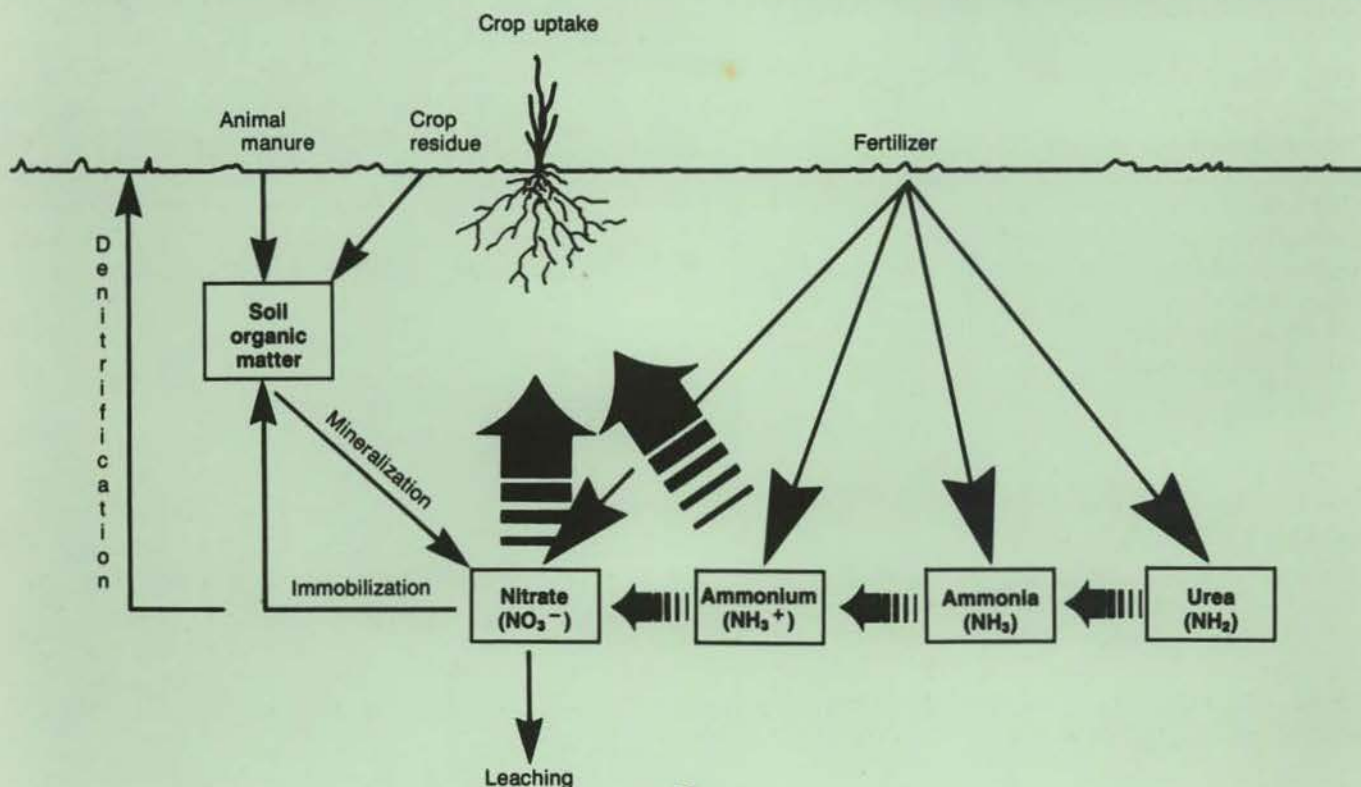 Crop uptake
Animal
manure
Crop
residue
Fertilizer
Denitrification
Soil
organic
matter
Mineralization
Immobilization
Nitrate
(NO₃⁻)
Ammonium
(NH₃⁺)
Ammonia
(NH₃)
Urea
(NH₂)
Leaching